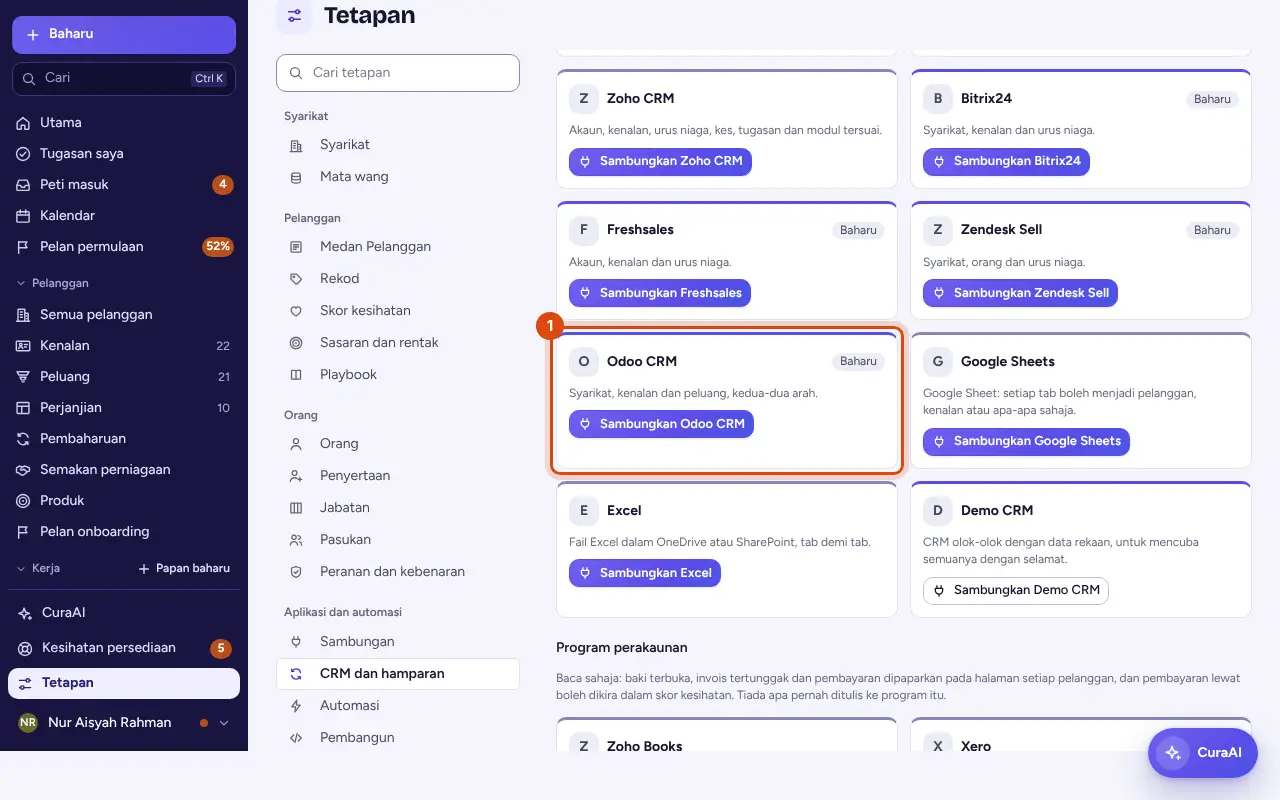 Baharu
Cari
Ctrl K
Utama
Tugasan saya
Peti masuk
4
Kalendar
Pelan permulaan
52%
Pelanggan
Semua pelanggan
Kenalan
22
Peluang
21
Perjanjian
10
Pembaharuan
Semakan perniagaan
Produk
Pelan onboarding
Kerja
Papan baharu
CuraAI
Kesihatan persediaan
5
Tetapan
NR
Nur Aisyah Rahman
Tetapan
Cari tetapan
Syarikat
Syarikat
Mata wang
Pelanggan
Medan Pelanggan
Rekod
Skor kesihatan
Sasaran dan rentak
Playbook
Orang
Orang
Penyertaan
Jabatan
Pasukan
Peranan dan kebenaran
Aplikasi dan automasi
Sambungan
CRM dan hamparan
Automasi
Pembangun
Z
Zoho CRM
Akaun, kenalan, urus niaga, kes, tugasan dan modul tersuai.
Sambungkan Zoho CRM
B
Bitrix24
Baharu
Syarikat, kenalan dan urus niaga.
Sambungkan Bitrix24
F
Freshsales
Baharu
Akaun, kenalan dan urus niaga.
Sambungkan Freshsales
Z
Zendesk Sell
Baharu
Syarikat, orang dan urus niaga.
Sambungkan Zendesk Sell
1
O
Odoo CRM
Baharu
Syarikat, kenalan dan peluang, kedua-dua arah.
Sambungkan Odoo CRM
G
Google Sheets
Google Sheet: setiap tab boleh menjadi pelanggan,
kenalan atau apa-apa sahaja.
Sambungkan Google Sheets
E
Excel
Fail Excel dalam OneDrive atau SharePoint, tab demi tab.
Sambungkan Excel
D
Demo CRM
CRM olok-olok dengan data rekaan, untuk mencuba
semuanya dengan selamat.
Sambungkan Demo CRM
Program perakaunan
Baca sahaja: baki terbuka, invois tertunggak dan pembayaran dipaparkan pada halaman setiap pelanggan, dan pembayaran lewat
boleh dikira dalam skor kesihatan. Tiada apa pernah ditulis ke program itu.
Z
Zoho Books
X
Xero
CuraAI